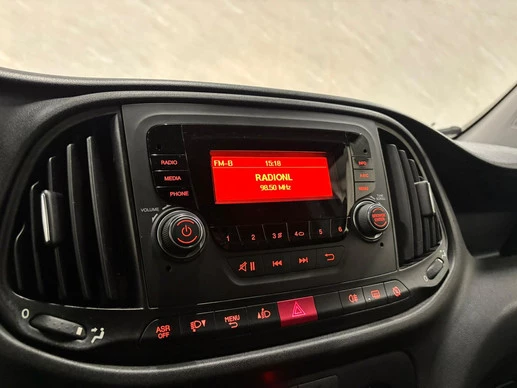 RADIO
MEDIA
PHONE
FM-B 15:18
RADIONL
98.50 MHz
VOLUME
1 2 3 4 5 6
0
ASR
OFF
MENU